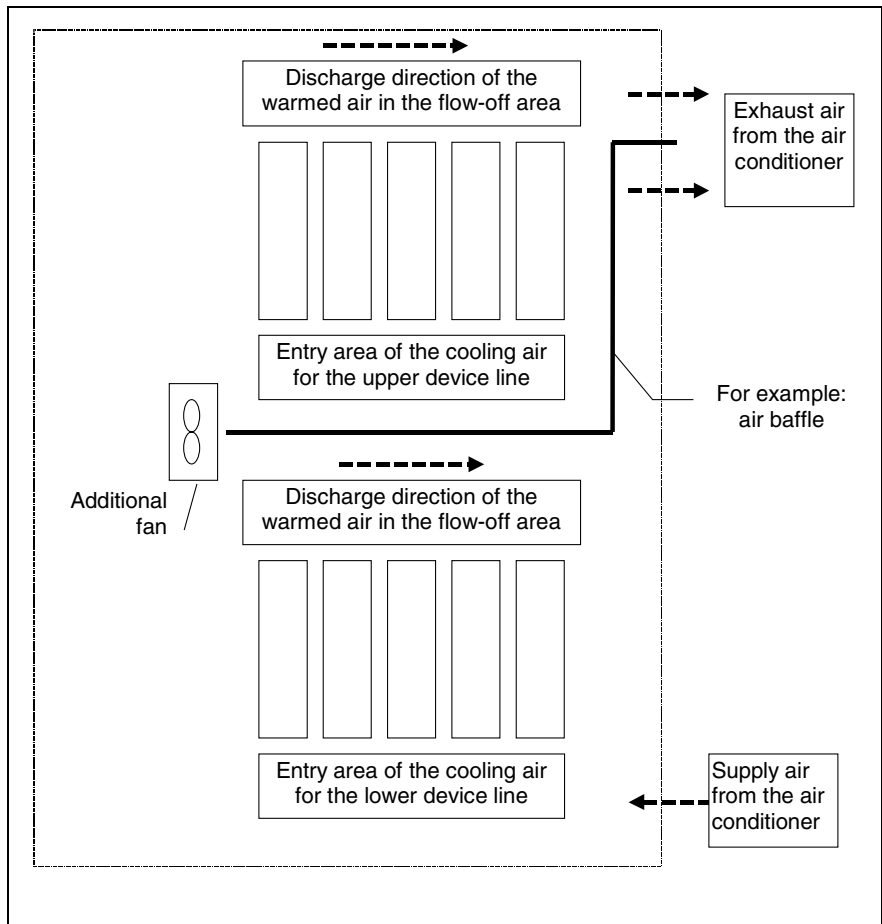 Discharge direction of the
warmed air in the flow-off area
Exhaust air
from the air
conditioner
Entry area of the cooling air
for the upper device line
For example:
air baffle
Additional
fan
Discharge direction of the
warmed air in the flow-off area
Entry area of the cooling air
for the lower device line
Supply air
from the air
conditioner